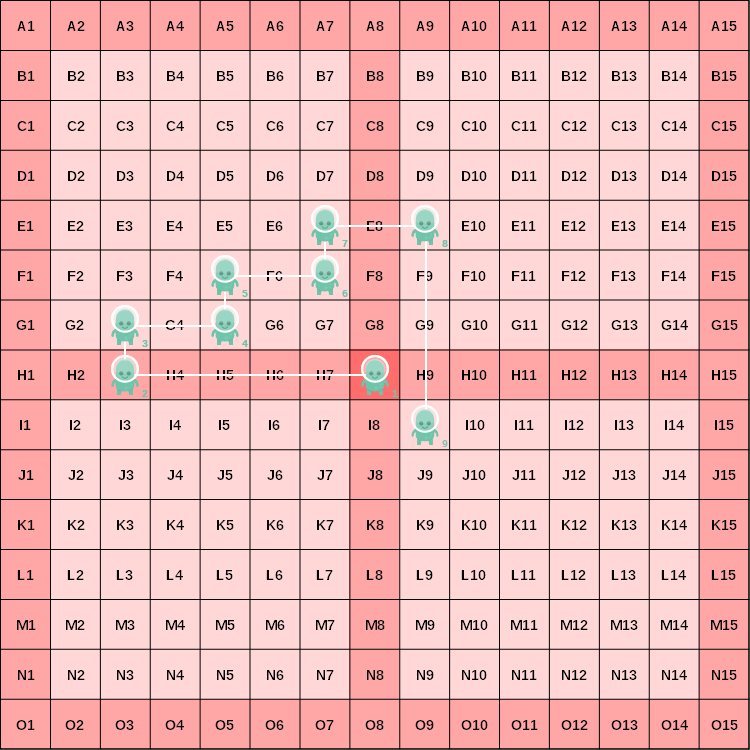 A1 A2 A3 A4 A5 A6 A7 A8 A9 A10 A11 A12 A13 A14 A15
B1 B2 B3 B4 B5 B6 B7 B8 B9 B10 B11 B12 B13 B14 B15
C1 C2 C3 C4 C5 C6 C7 C8 C9 C10 C11 C12 C13 C14 C15
D1 D2 D3 D4 D5 D6 D7 D8 D9 D10 D11 D12 D13 D14 D15
E1 E2 E3 E4 E5 E6 E8 E10 E11 E12 E13 E14 E15
7 8
F1 F2 F3 F4 F6 F8 F9 F10 F11 F12 F13 F14 F15
5 6
G1 G2 G4 G6 G7 G8 G9 G10 G11 G12 G13 G14 G15
3 4
H1 H2 H4 H5 H6 H7 H9 H10 H11 H12 H13 H14 H15
2 1
I1 I2 I3 I4 I5 I6 I7 I8 I10 I11 I12 I13 I14 I15
9
J1 J2 J3 J4 J5 J6 J7 J8 J9 J10 J11 J12 J13 J14 J15
K1 K2 K3 K4 K5 K6 K7 K8 K9 K10 K11 K12 K13 K14 K15
L1 L2 L3 L4 L5 L6 L7 L8 L9 L10 L11 L12 L13 L14 L15
M1 M2 M3 M4 M5 M6 M7 M8 M9 M10 M11 M12 M13 M14 M15
N1 N2 N3 N4 N5 N6 N7 N8 N9 N10 N11 N12 N13 N14 N15
O1 O2 O3 O4 O5 O6 O7 O8 O9 O10 O11 O12 O13 O14 O15